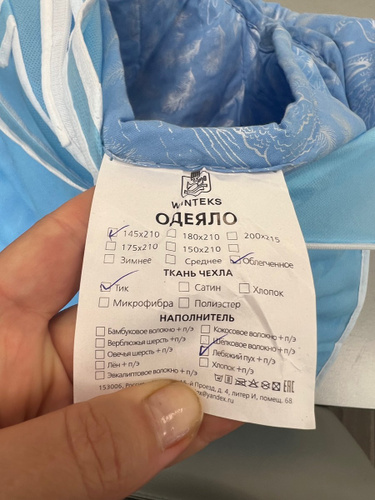 WINTEKS
ОДЕЯЛО
145x210 180x210 200x215
175x210 150x210
Зимнее Среднее Облегченное
ТКАНЬ ЧЕХЛА
Тик Сатин Хлопок
Микрофибра Полиэстер
НАПОЛНИТЕЛЬ
Бамбуковое волокно + п/э Кокосовое волокно + п/э
Верблюжья шерсть + п/э Шелковое волокно + п/э
Овечья шерсть + п/э Лебяжий пух + п/э
Лён + п/э Хлопок + п/э
Эвкалиптовое волокно + п/э
153006, Проезд, д. 4, литер И, помещ. 68
@yandex.ru EAC